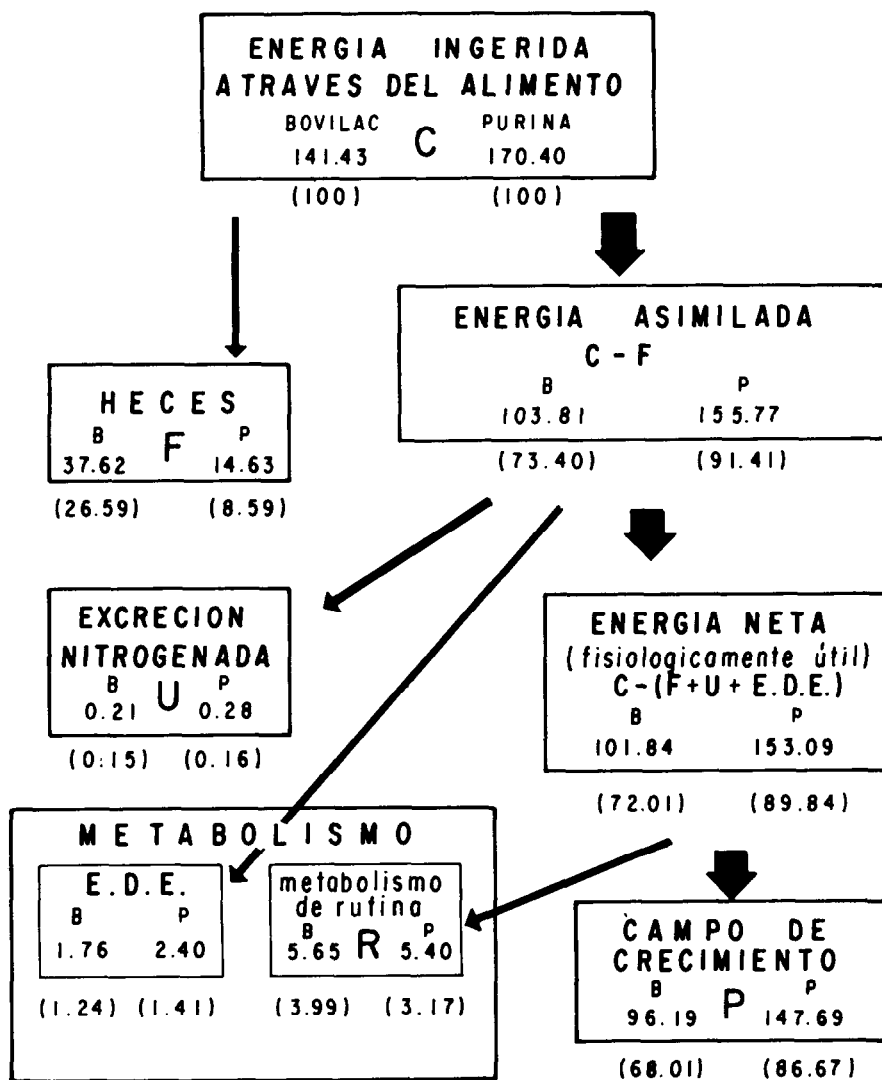 ENERGIA INGERIDA
ATRAVES DEL ALIMENTO
BOVILAC C PURINA
141.43 170.40
(100) (100)
ENERGIA ASIMILADA
C - F
B P
103.81 155.77
(73.40) (91.41)
HECES
B F P
37.62 14.63
(26.59) (8.59)
EXCRECION
NITROGENADA
B U P
0.21 0.28
(0:15) (0.16)
ENERGIA NETA
(fisiologicamente útil)
C-(F+U+E.D.E.)
B P
101.84 153.09
(72.01) (89.84)
METABOLISMO
E.D.E.
B P
1.76 2.40
(1.24) (1.41)
metabolismo
de rutina
B R P
5.65 5.40
(3.99) (3.17)
CAMPO DE
CRECIMIENTO
B P P
96.19 147.69
(68.01) (86.67)